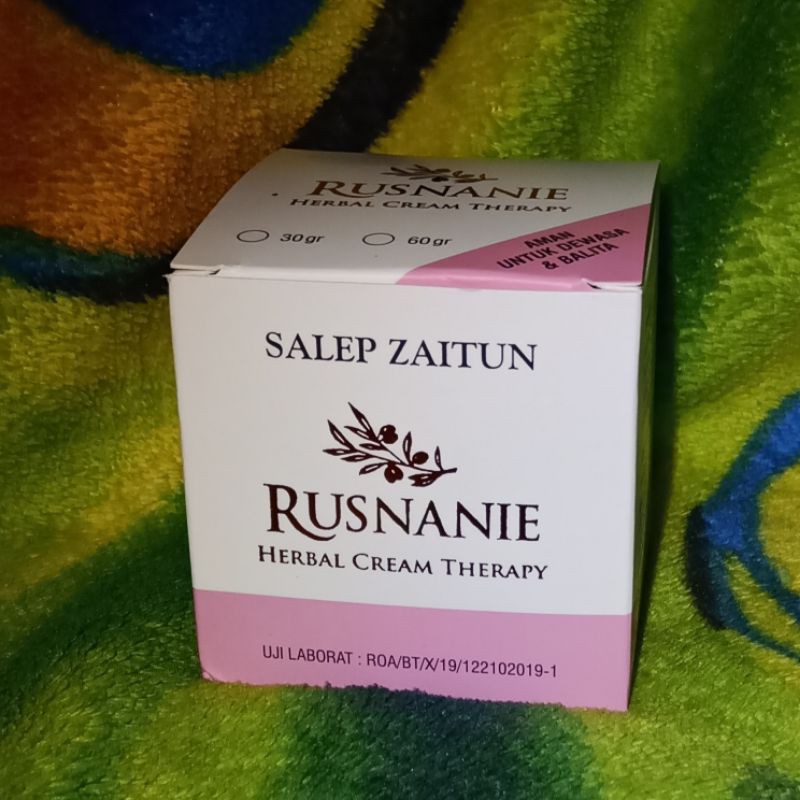 RUSNANIE
HERBAL CREAM THERAPY
30gr 60gr
AMAN
UNTUK DEWASA
& BALITA
SALEP ZAITUN
RUSNANIE
HERBAL CREAM THERAPY
UJI LABORAT : ROA/BT/X/19/122102019-1